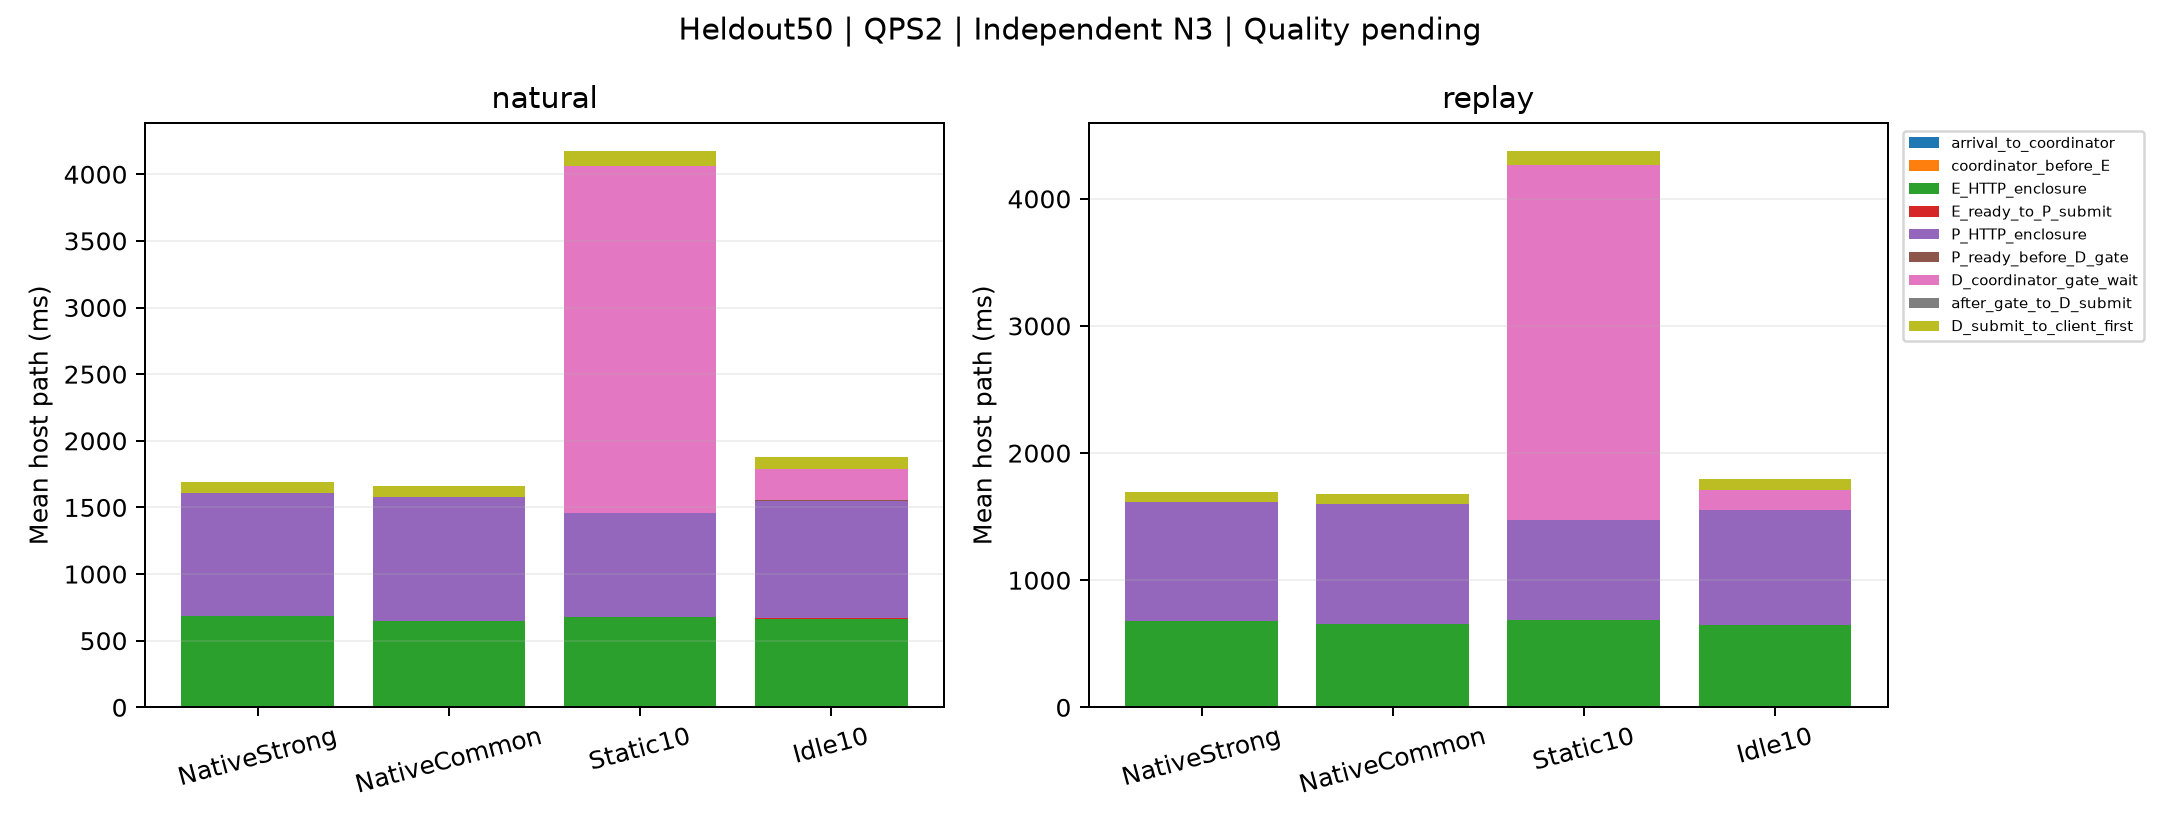 Heldout50 | QPS2 | Independent N3 | Quality pending
natural
Mean host path (ms)
4000
3500
3000
2500
2000
1500
1000
500
0
NativeStrong
NativeCommon
Static10
Idle10
replay
Mean host path (ms)
4000
3000
2000
1000
0
NativeStrong
NativeCommon
Static10
Idle10
arrival_to_coordinator
coordinator_before_E
E_HTTP_enclosure
E_ready_to_P_submit
P_HTTP_enclosure
P_ready_before_D_gate
D_coordinator_gate_wait
after_gate_to_D_submit
D_submit_to_client_first